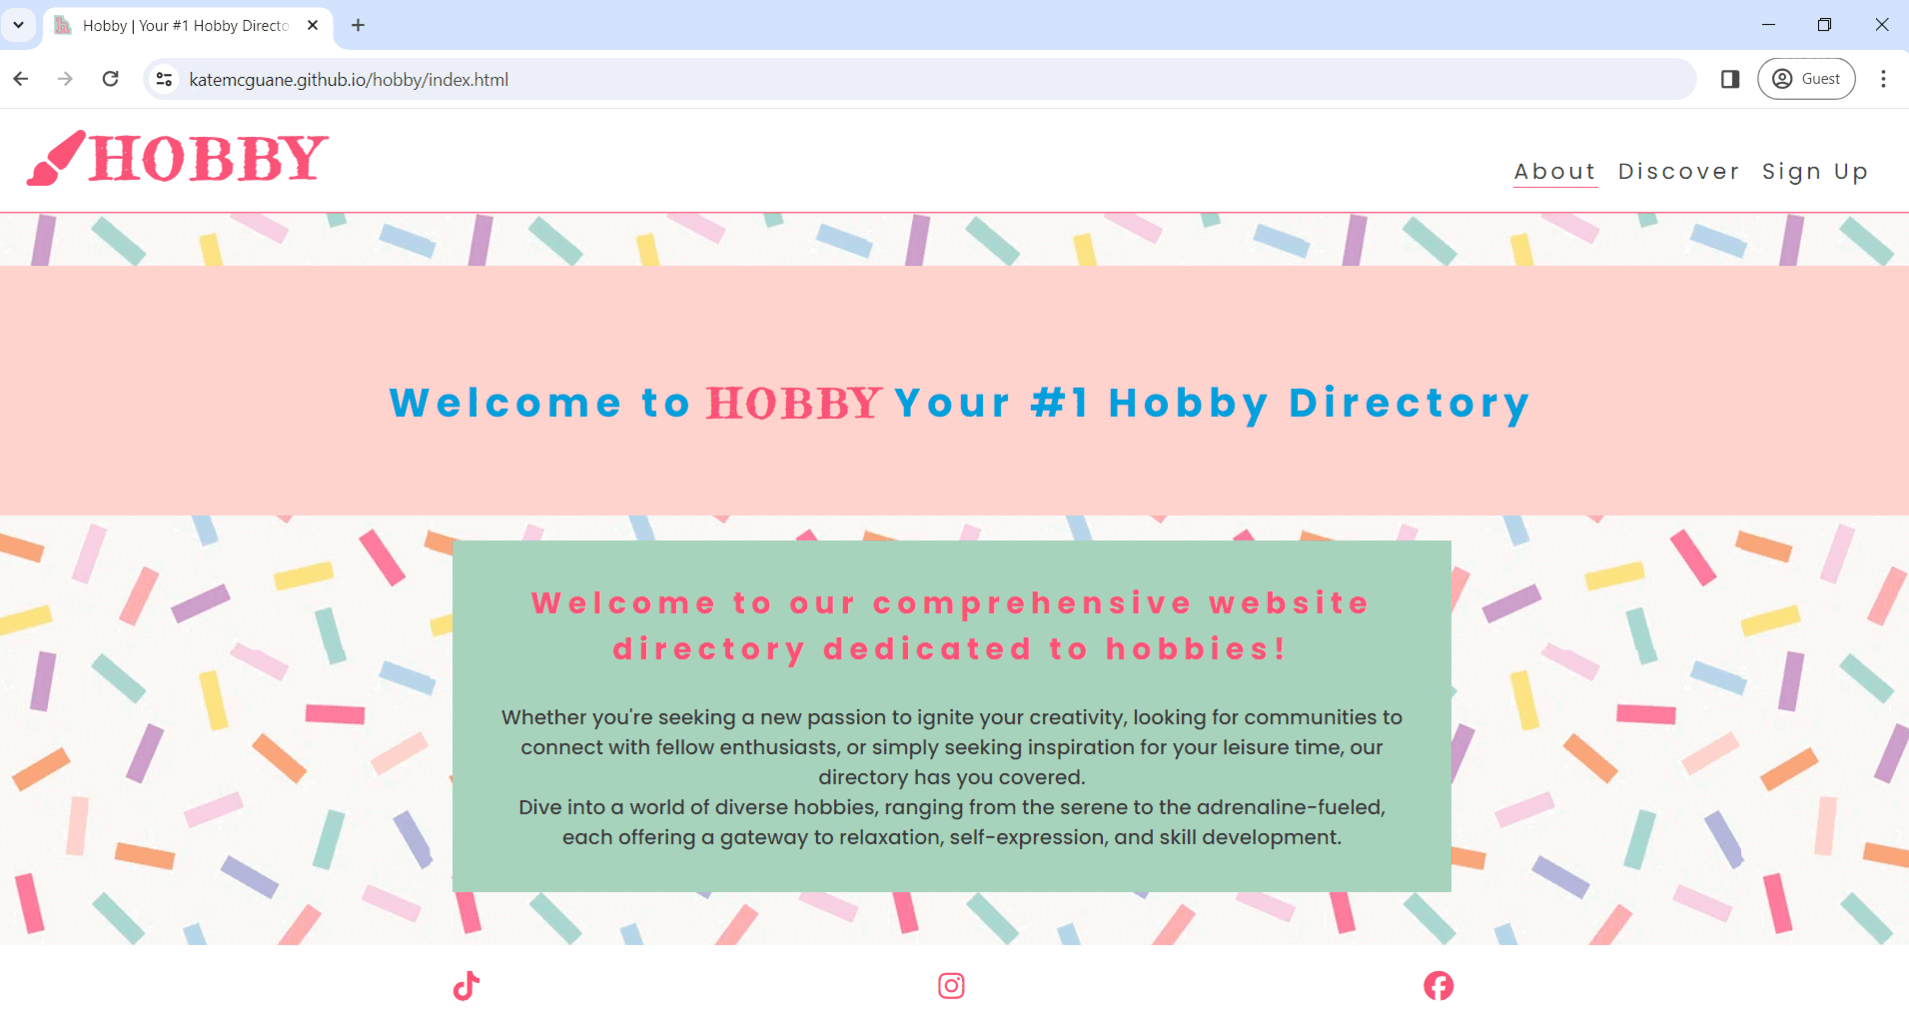 Hobby | Your #1 Hobby Directo
katemcguane.github.io/hobby/index.html
Guest
HOBBY
About Discover Sign Up
Welcome to HOBBY Your #1 Hobby Directory
Welcome to our comprehensive website
directory dedicated to hobbies!
Whether you're seeking a new passion to ignite your creativity, looking for communities to
connect with fellow enthusiasts, or simply seeking inspiration for your leisure time, our
directory has you covered.
Dive into a world of diverse hobbies, ranging from the serene to the adrenaline-fueled,
each offering a gateway to relaxation, self-expression, and skill development.